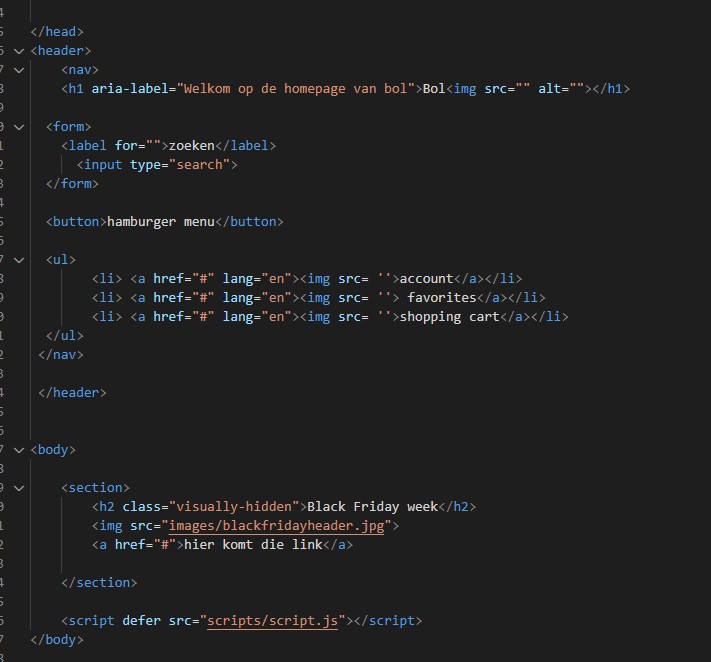 </head>
<header>
<nav>
<h1 aria-label="Welkom op de homepage van bol">Bol<img src="" alt=""></h1>
<form>
<label for="">zoeken</label>
<input type="search">
</form>
<button>hamburger menu</button>
<ul>
<li> <a href="#" lang="en"><img src= ''>account</a></li>
<li> <a href="#" lang="en"><img src= ''> favorites</a></li>
<li> <a href="#" lang="en"><img src= ''>shopping cart</a></li>
</ul>
</nav>
</header>
<body>
<section>
<h2 class="visually-hidden">Black Friday week</h2>
<img src="images/blackfridayheader.jpg">
<a href="#">hier komt die link</a>
</section>
<script defer src="scripts/script.js"></script>
</body>